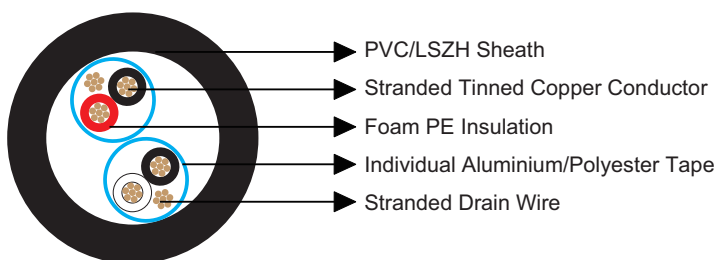 PVC/LSZH Sheath
Stranded Tinned Copper Conductor
Foam PE Insulation
Individual Aluminium/Polyester Tape
Stranded Drain Wire